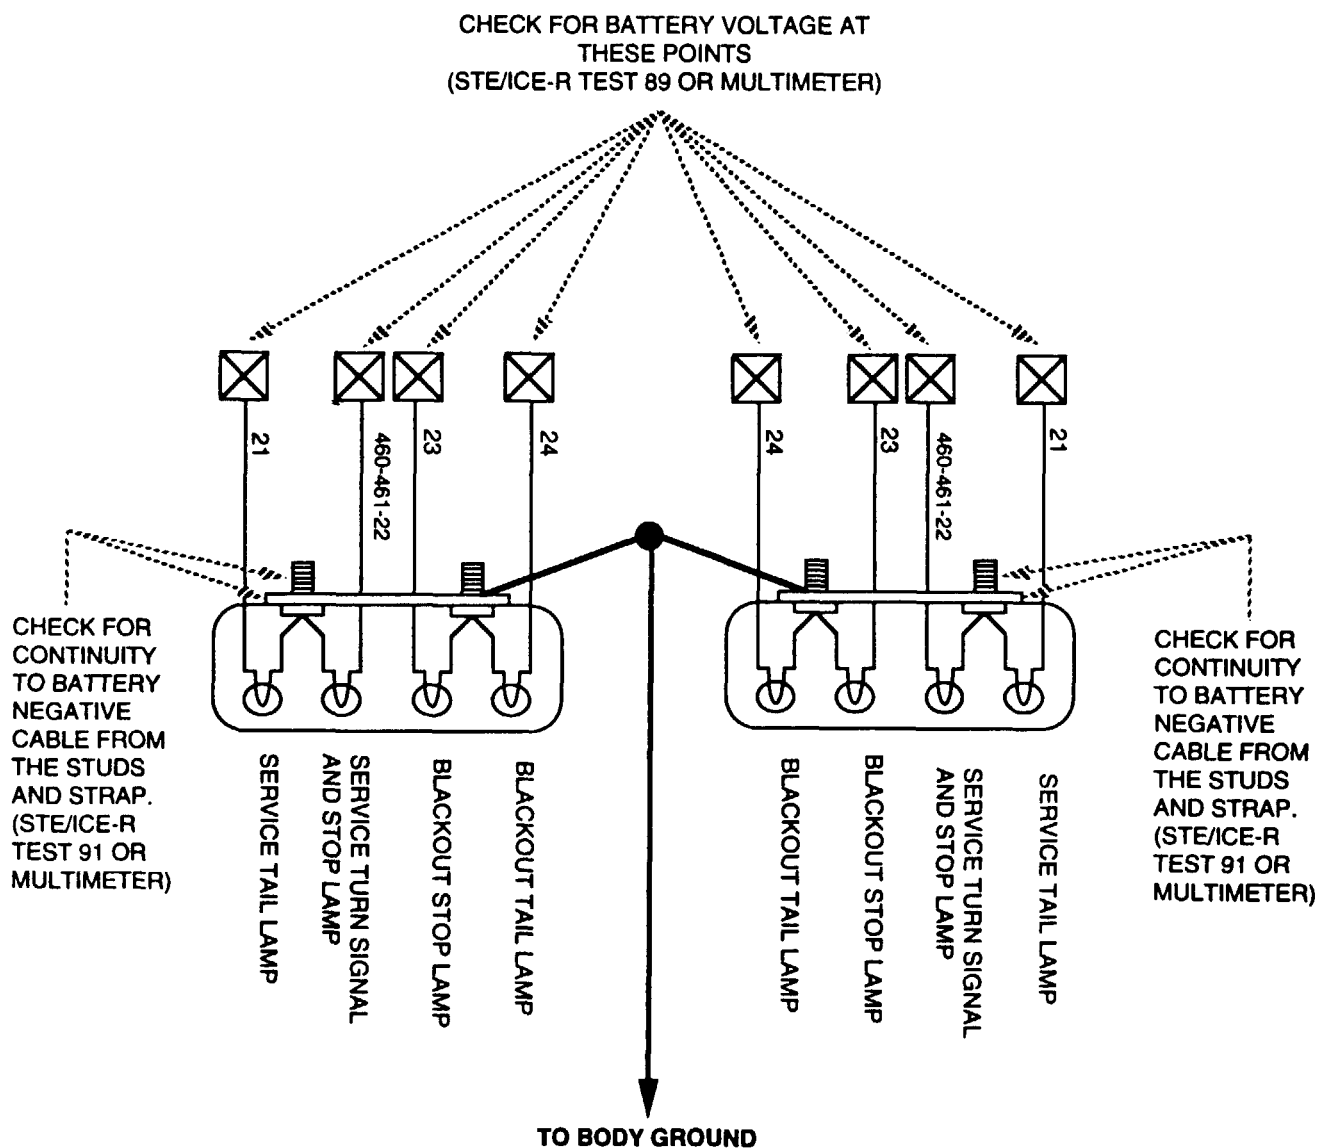 CHECK FOR BATTERY VOLTAGE AT
THESE POINTS
(STE/ICE-R TEST 89 OR MULTIMETER)
21
460-461-22
23
24
24
23
460-461-22
21
CHECK FOR
CONTINUITY
TO BATTERY
NEGATIVE
CABLE FROM
THE STUDS
AND STRAP.
(STE/ICE-R
TEST 91 OR
MULTIMETER)
SERVICE TAIL LAMP
SERVICE TURN SIGNAL
AND STOP LAMP
BLACKOUT STOP LAMP
BLACKOUT TAIL LAMP
BLACKOUT TAIL LAMP
BLACKOUT STOP LAMP
SERVICE TURN SIGNAL
AND STOP LAMP
SERVICE TAIL LAMP
CHECK FOR
CONTINUITY
TO BATTERY
NEGATIVE
CABLE FROM
THE STUDS
AND STRAP.
(STE/ICE-R
TEST 91 OR
MULTIMETER)
TO BODY GROUND